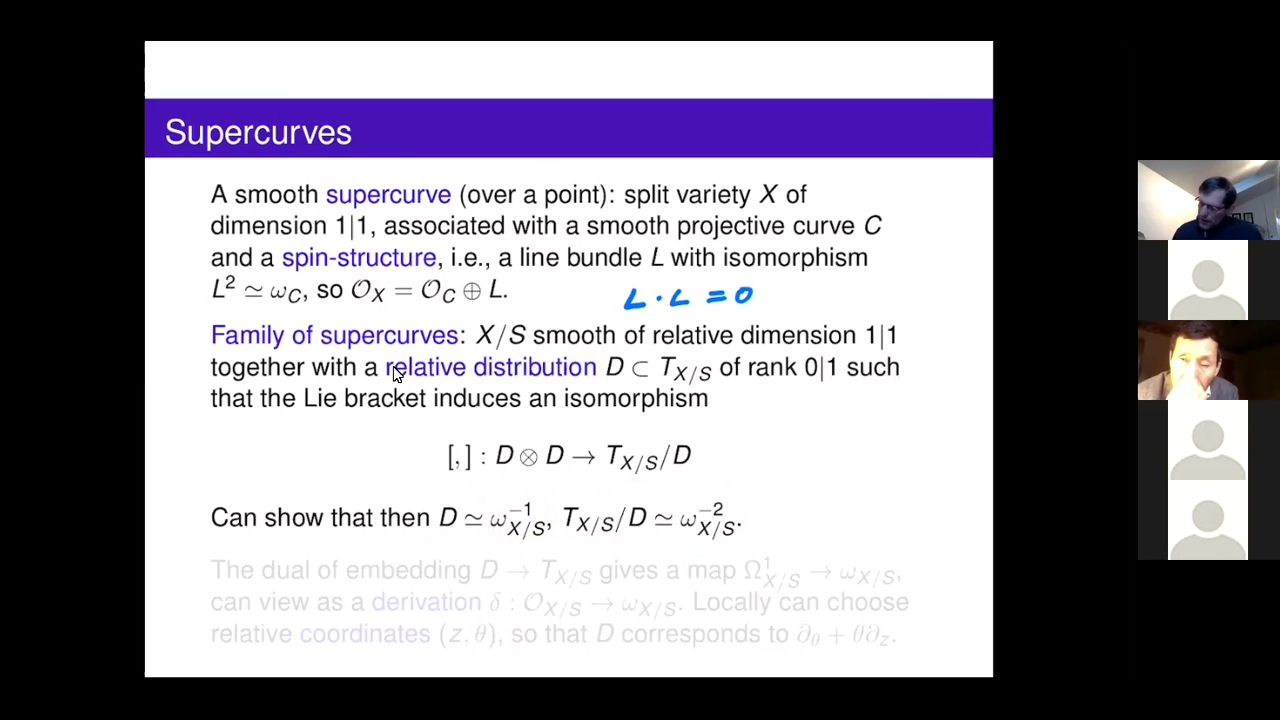 Supercurves
A smooth supercurve (over a point): split variety X of
dimension 1|1, associated with a smooth projective curve C
and a spin-structure, i.e., a line bundle L with isomorphism
L² ≃ ω_C, so 𝒪_X = 𝒪_C ⊕ L.
L · L = 0
Family of supercurves: X/S smooth of relative dimension 1|1
together with a relative distribution D ⊂ T_{X/S} of rank 0|1 such
that the Lie bracket induces an isomorphism
[,] : D ⊗ D → T_{X/S}/D
Can show that then D ≃ ω_{X/S}^{-1}, T_{X/S}/D ≃ ω_{X/S}^{-2}.
The dual of embedding D → T_{X/S} gives a map Ω^1_{X/S} → ω_{X/S},
can view as a derivation δ : 𝒪_{X/S} → ω_{X/S}. Locally can choose
relative coordinates (z, θ), so that D corresponds to ∂_θ + θ∂_z.